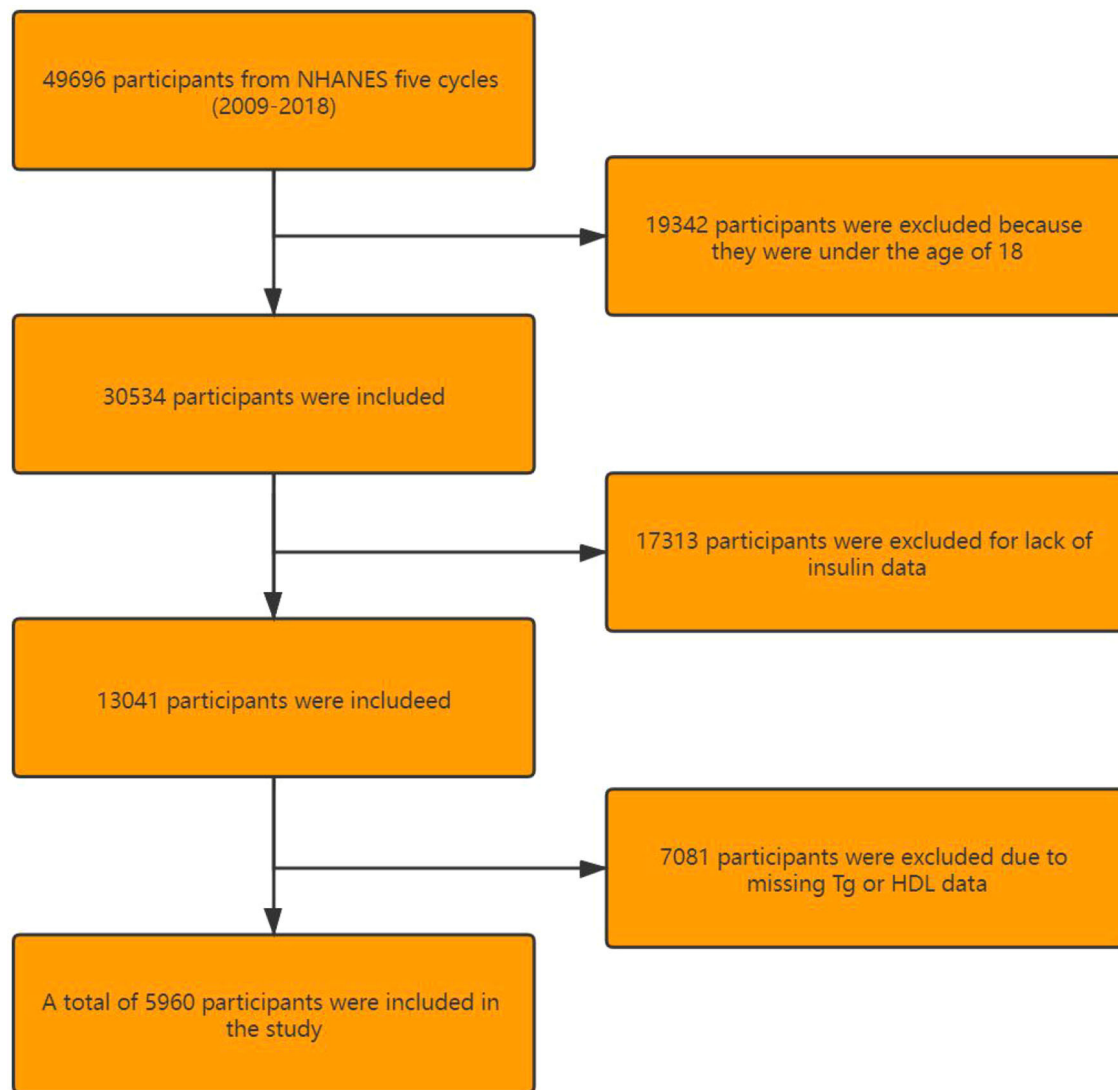 49696 participants from NHANES five cycles
(2009-2018)
19342 participants were excluded because
they were under the age of 18
30534 participants were included
17313 participants were excluded for lack of
insulin data
13041 participants were includeed
7081 participants were excluded due to
missing Tg or HDL data
A total of 5960 participants were included in
the study